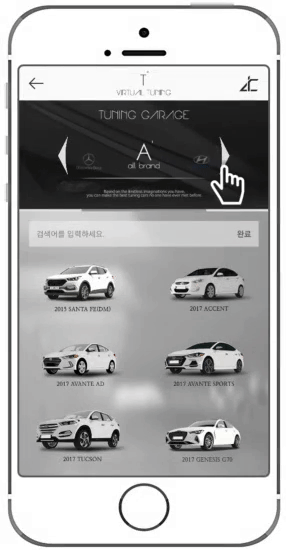 T'
VIRTUAL TUNING
TUNING GARAGE
A'
all brand
Based on the limitless imaginations you have,
you can make the best tuning cars no one have ever met before.
검색어를 입력하세요.
완료
2015 SANTA FE(DM)
2017 ACCENT
2017 AVANTE AD
2017 AVANTE SPORTS
2017 TUCSON
2017 GENESIS G70